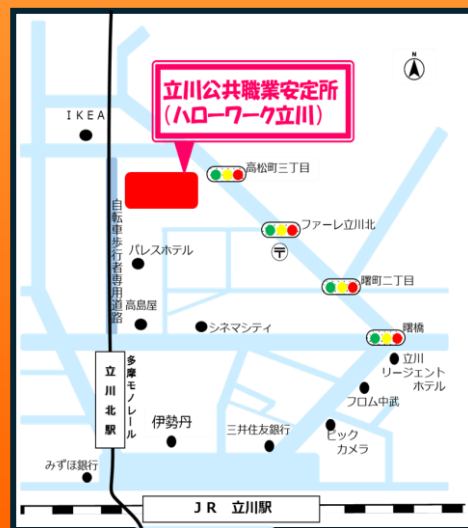 N
立川公共職業安定所
(ハローワーク立川)
IKEA
高松町三丁目
自転車歩行者専用道路
ファーレ立川北
〒
パレスホテル
曙町二丁目
高島屋
シネマシティ
曙橋
立川
リージェント
ホテル
多摩モノレール
立川北駅
フロム中武
伊勢丹
三井住友銀行
ビック
カメラ
みずほ銀行
JR 立川駅